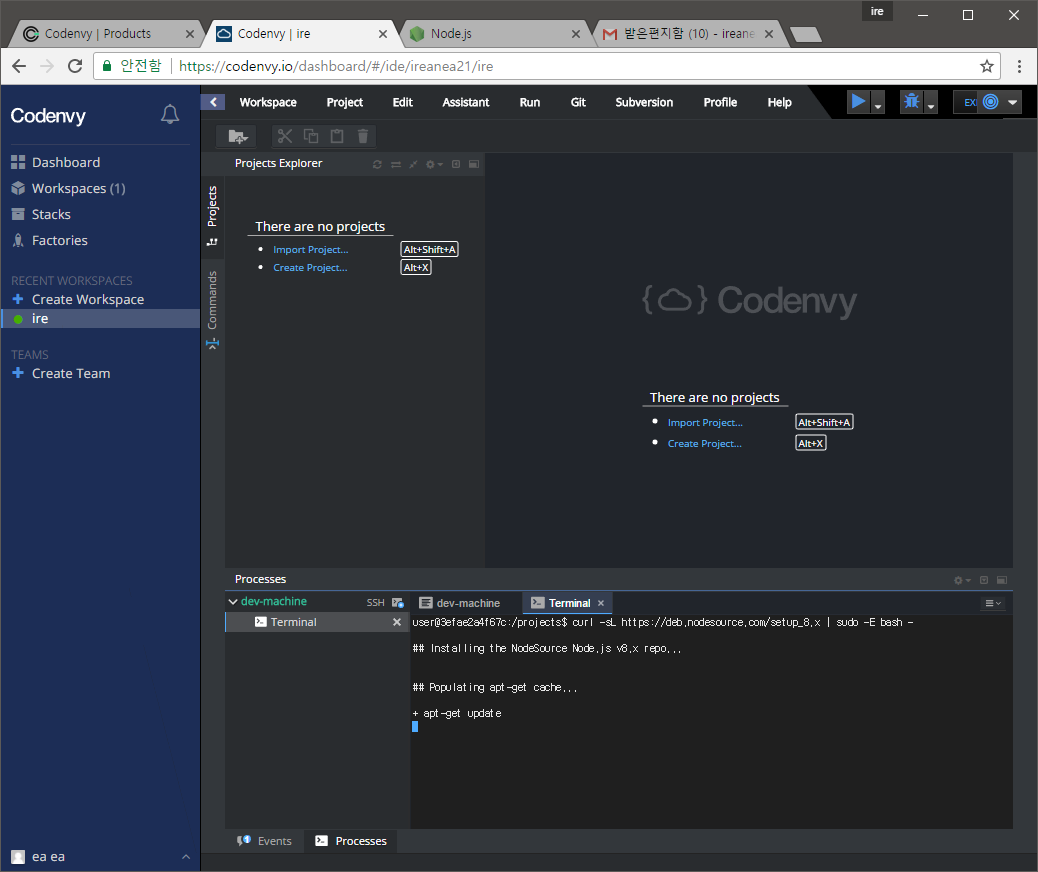 ire
Codenvy | Products
Codenvy | ire
Node.js
받은편지함 (10) - ireane
안전함
https://codenvy.io/dashboard/#/ide/ireanea21/ire
Codenvy
Workspace Project Edit Assistant Run Git Subversion Profile Help
EXE
Dashboard
Workspaces (1)
Stacks
Factories
RECENT WORKSPACES
Create Workspace
ire
TEAMS
Create Team
ea ea
Projects
Commands
Projects Explorer
There are no projects
Import Project... Alt+Shift+A
Create Project... Alt+X
{ } Codenvy
There are no projects
Import Project... Alt+Shift+A
Create Project... Alt+X
Processes
dev-machine SSH
Terminal
dev-machine
Terminal
user@3efae2a4f67c:/projects$ curl -sL https://deb.nodesource.com/setup_8.x | sudo -E bash -
## Installing the NodeSource Node.js v8.x repo...
## Populating apt-get cache...
+ apt-get update
Events
Processes